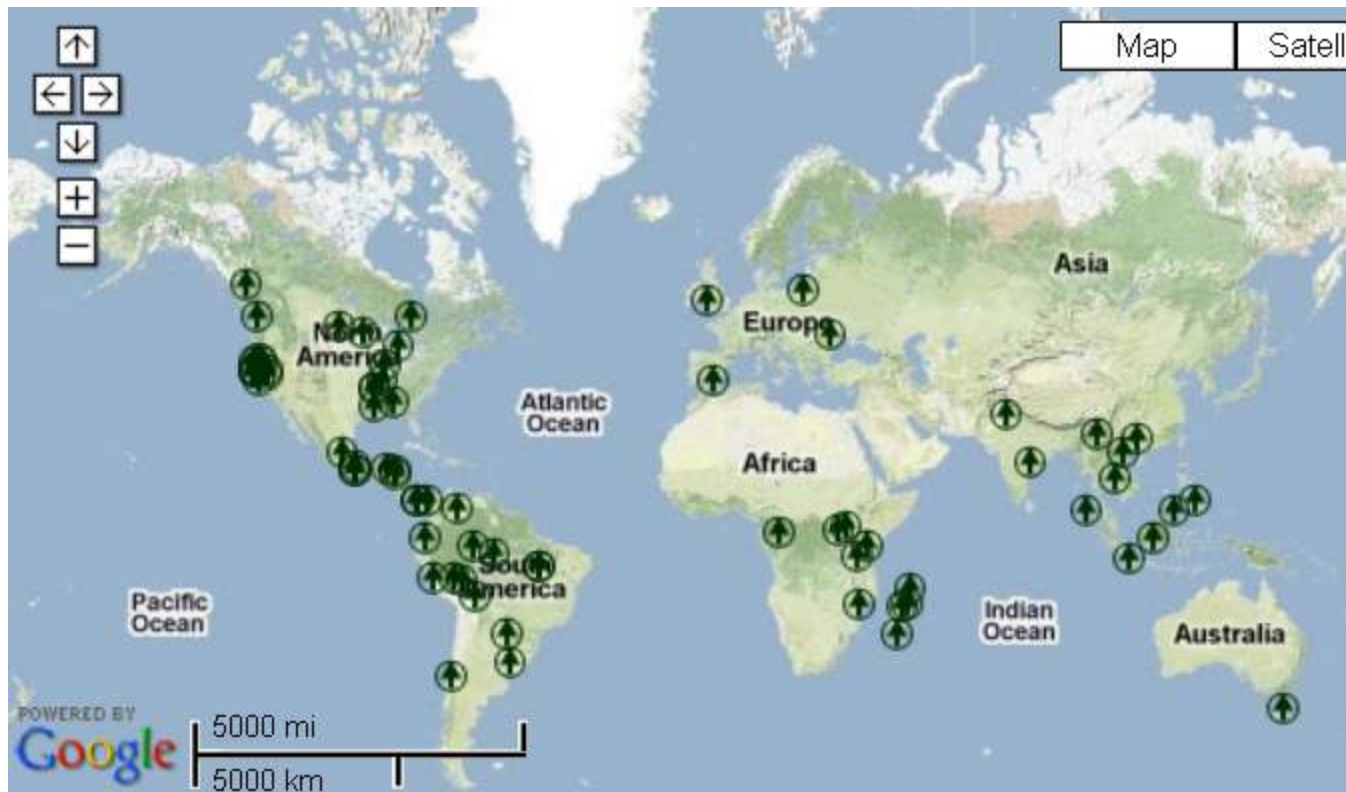 Map
Satell
Asia
North
America
Europe
Atlantic
Ocean
Africa
South
America
Pacific
Ocean
Indian
Ocean
Australia
POWERED BY
Google
5000 mi
5000 km